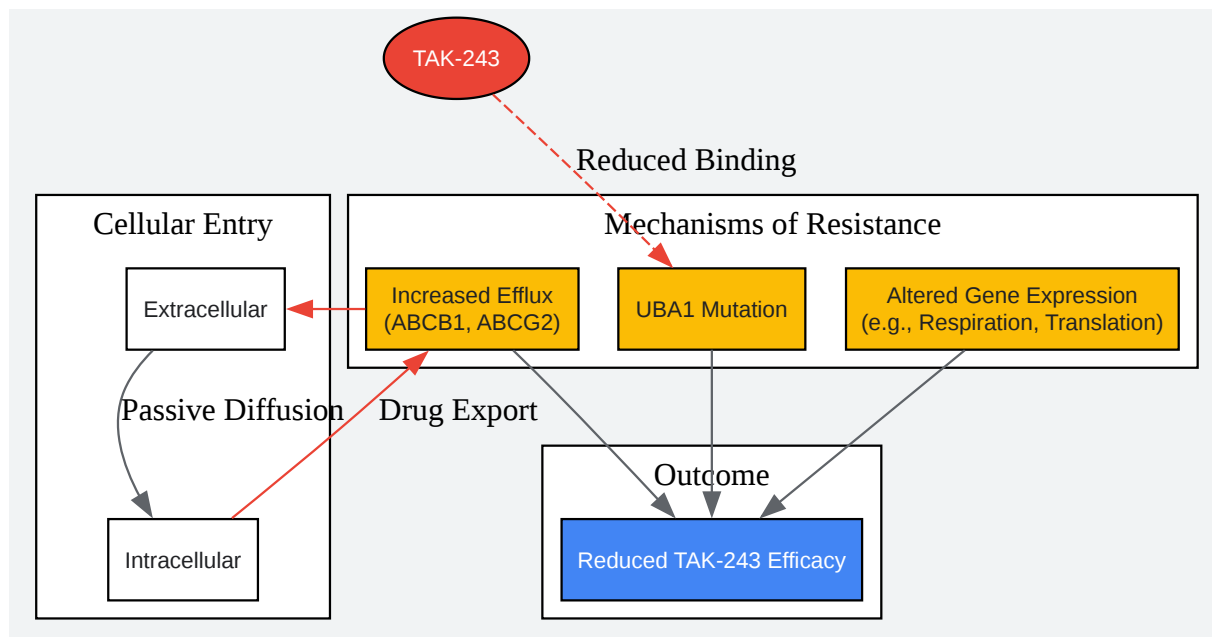 TAK-243
Reduced Binding
Cellular Entry
Mechanisms of Resistance
Extracellular
Increased Efflux
(ABCB1, ABCG2)
UBA1 Mutation
Altered Gene Expression
(e.g., Respiration, Translation)
Passive Diffusion
Drug Export
Outcome
Intracellular
Reduced TAK-243 Efficacy